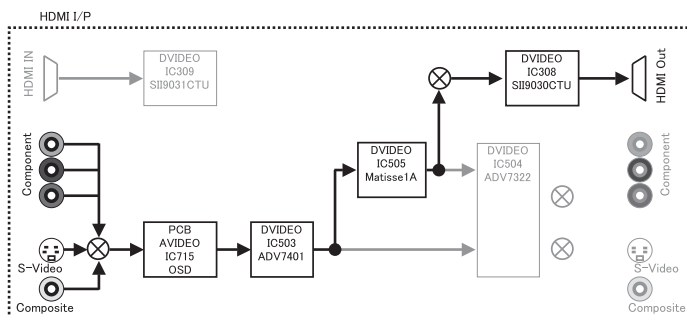 HDMI I/P
HDMI IN
DVIDEO
IC309
SII9031CTU
DVIDEO
IC308
SII9030CTU
HDMI Out
Component
DVIDEO
IC505
Matisse1A
DVIDEO
IC504
ADV7322
Component
PCB
AVIDEO
IC715
OSD
DVIDEO
IC503
ADV7401
S-Video
S-Video
Composite
Composite